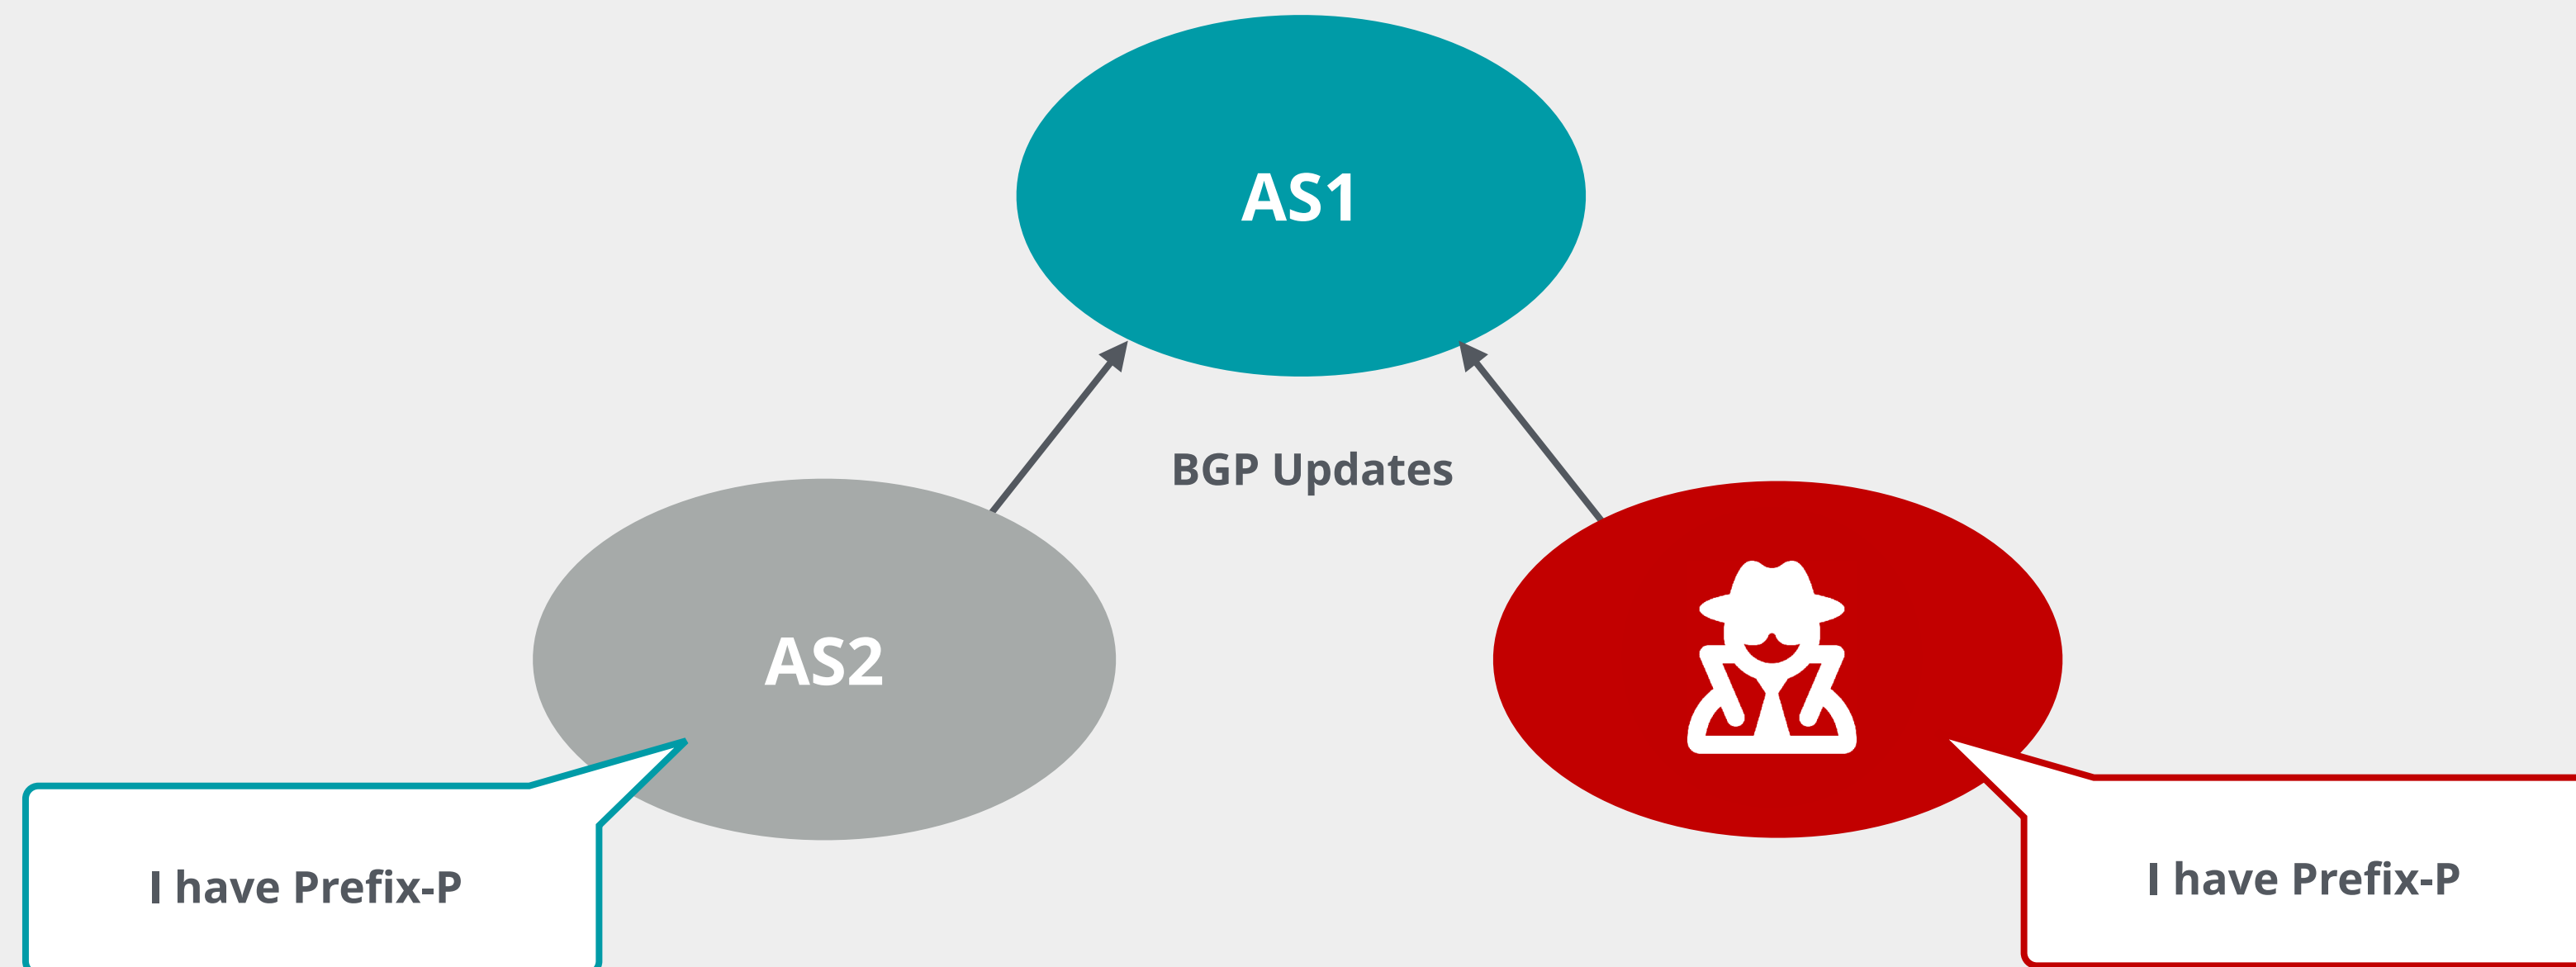 AS1
BGP Updates
AS2
I have Prefix-P
I have Prefix-P